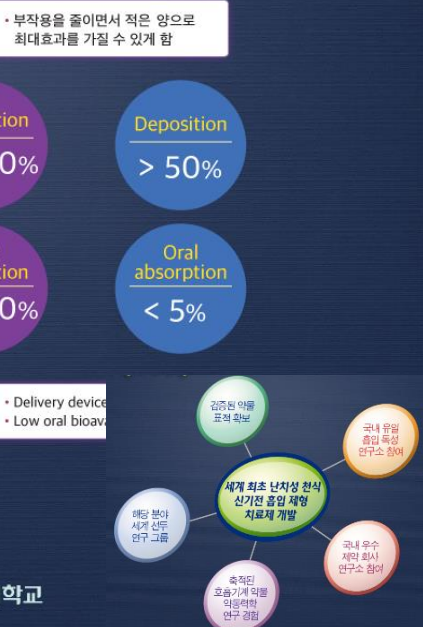 • 부작용을 줄이면서 적은 양으로
최대효과를 가질 수 있게 함
tion
0%
Deposition
> 50%
tion
0%
Oral
absorption
< 5%
• Delivery device
• Low oral bioava
검증된 약물
표적 확보
국내 유일
흡입 독성
연구소 참여
세계 최초 난치성 천식
신기전 흡입 제형
치료제 개발
해당 분야
세계 선두
연구 그룹
국내 우수
제약 회사
연구소 참여
축적된
호흡기계 약물
약동력학
연구 경험
학교